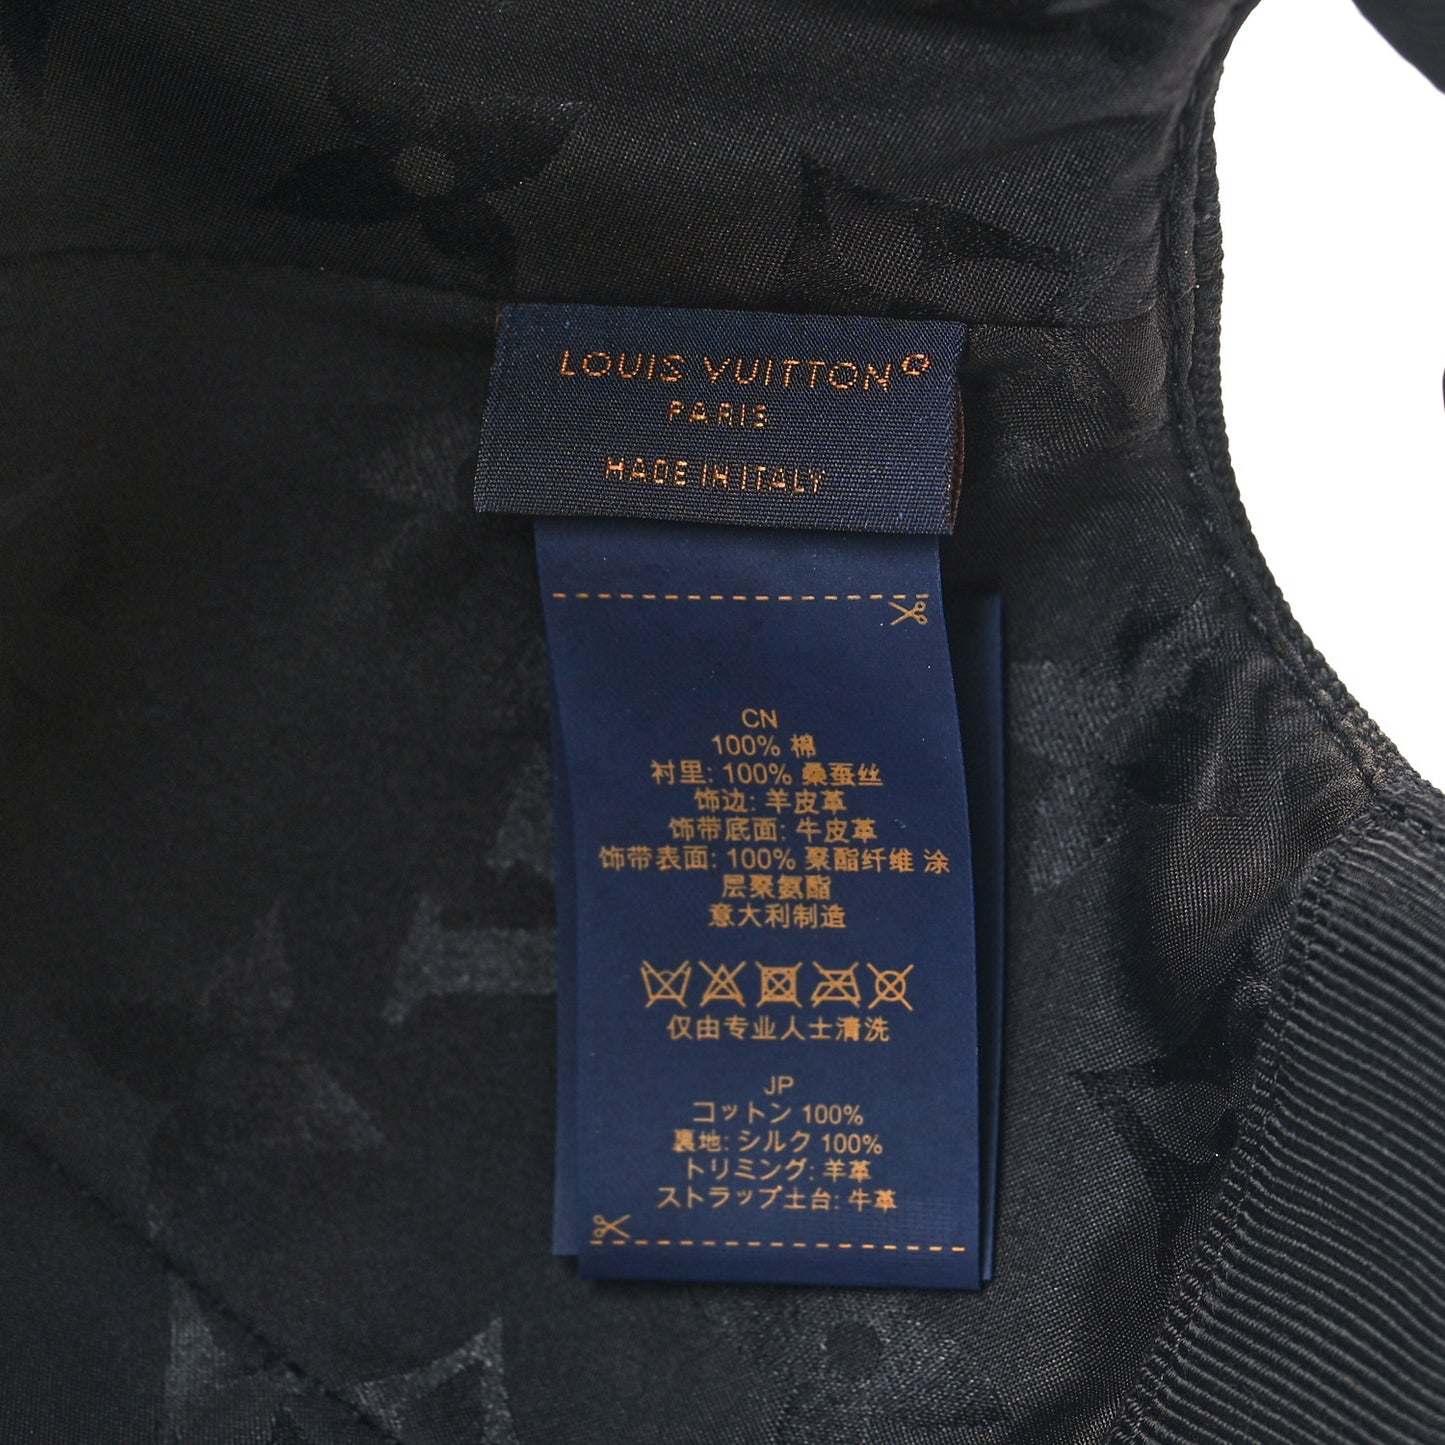 LOUIS VUITTON®
PARIS
MADE IN ITALY
CN
100% 棉
衬里: 100% 桑蚕丝
饰边: 羊皮革
饰带底面: 牛皮革
饰带表面: 100% 聚酯纤维 涂
层聚氨酯
意大利制造
仅由专业人士清洗
JP
コットン 100%
裏地: シルク 100%
トリミング: 羊革
ストラップ土台: 牛革